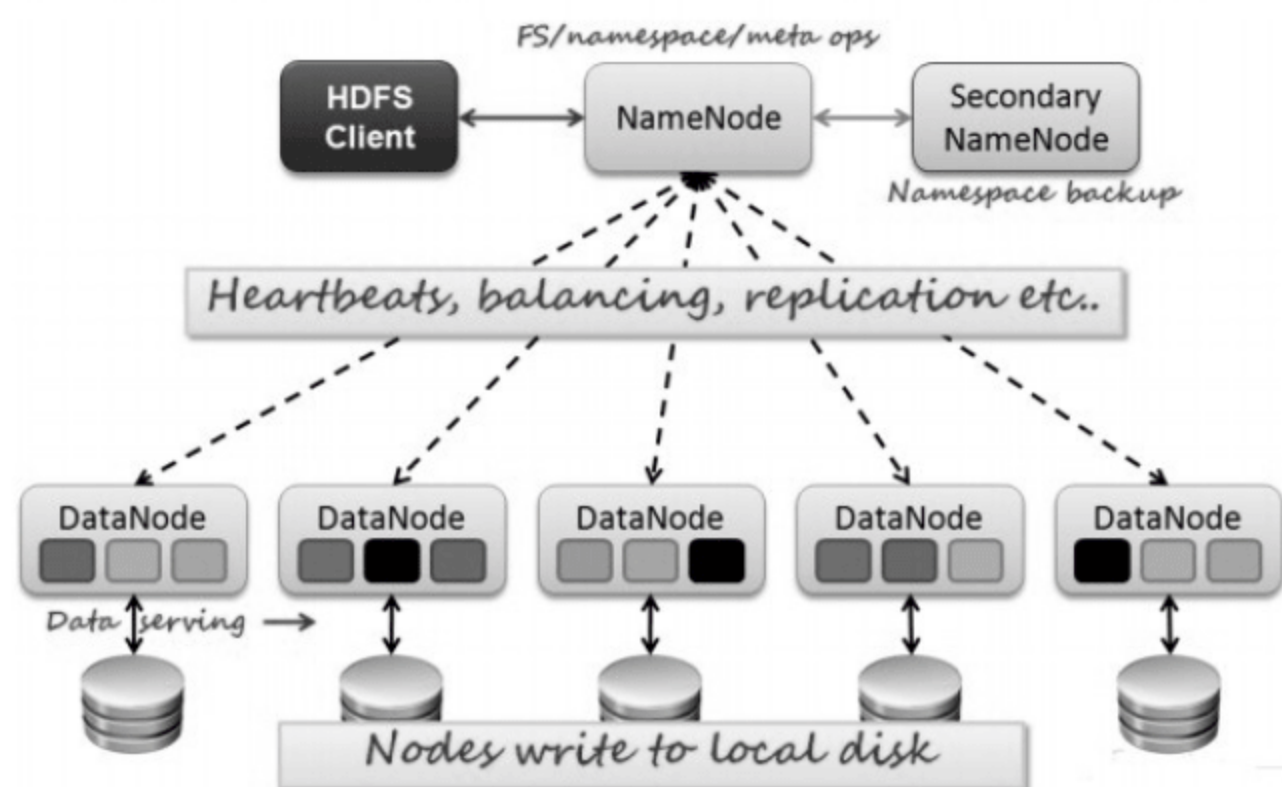 FS/namespace/meta ops
HDFS
Client
NameNode
Secondary
NameNode
Namespace backup
Heartbeats, balancing, replication etc..
DataNode
DataNode
DataNode
DataNode
DataNode
Data serving
Nodes write to local disk